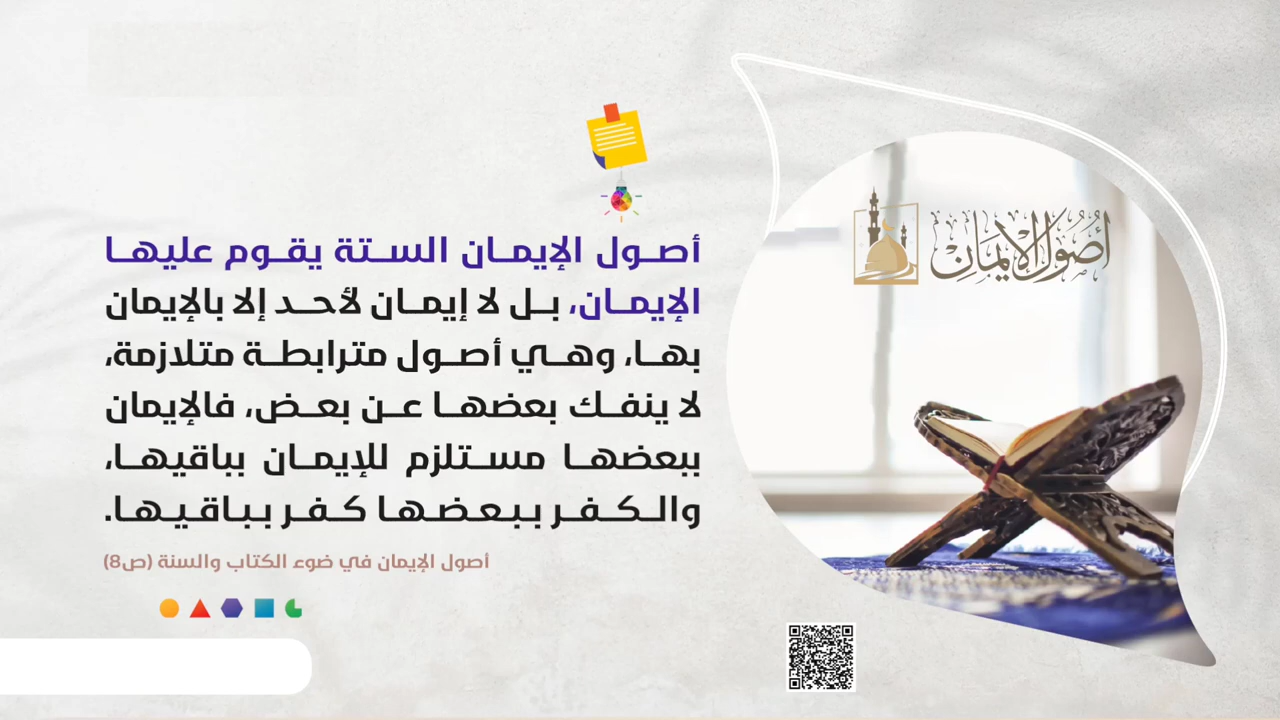 أصول الإيمان
أصول الإيمان الستة يقوم عليها
الإيمان، بل لا إيمان لأحد إلا بالإيمان
بها، وهي أصول مترابطة متلازمة،
لا ينفك بعضها عن بعض، فالإيمان
ببعضها مستلزم للإيمان بباقيها،
والكفر ببعضها كفر بباقيها.
أصول الإيمان في ضوء الكتاب والسنة (ص8)